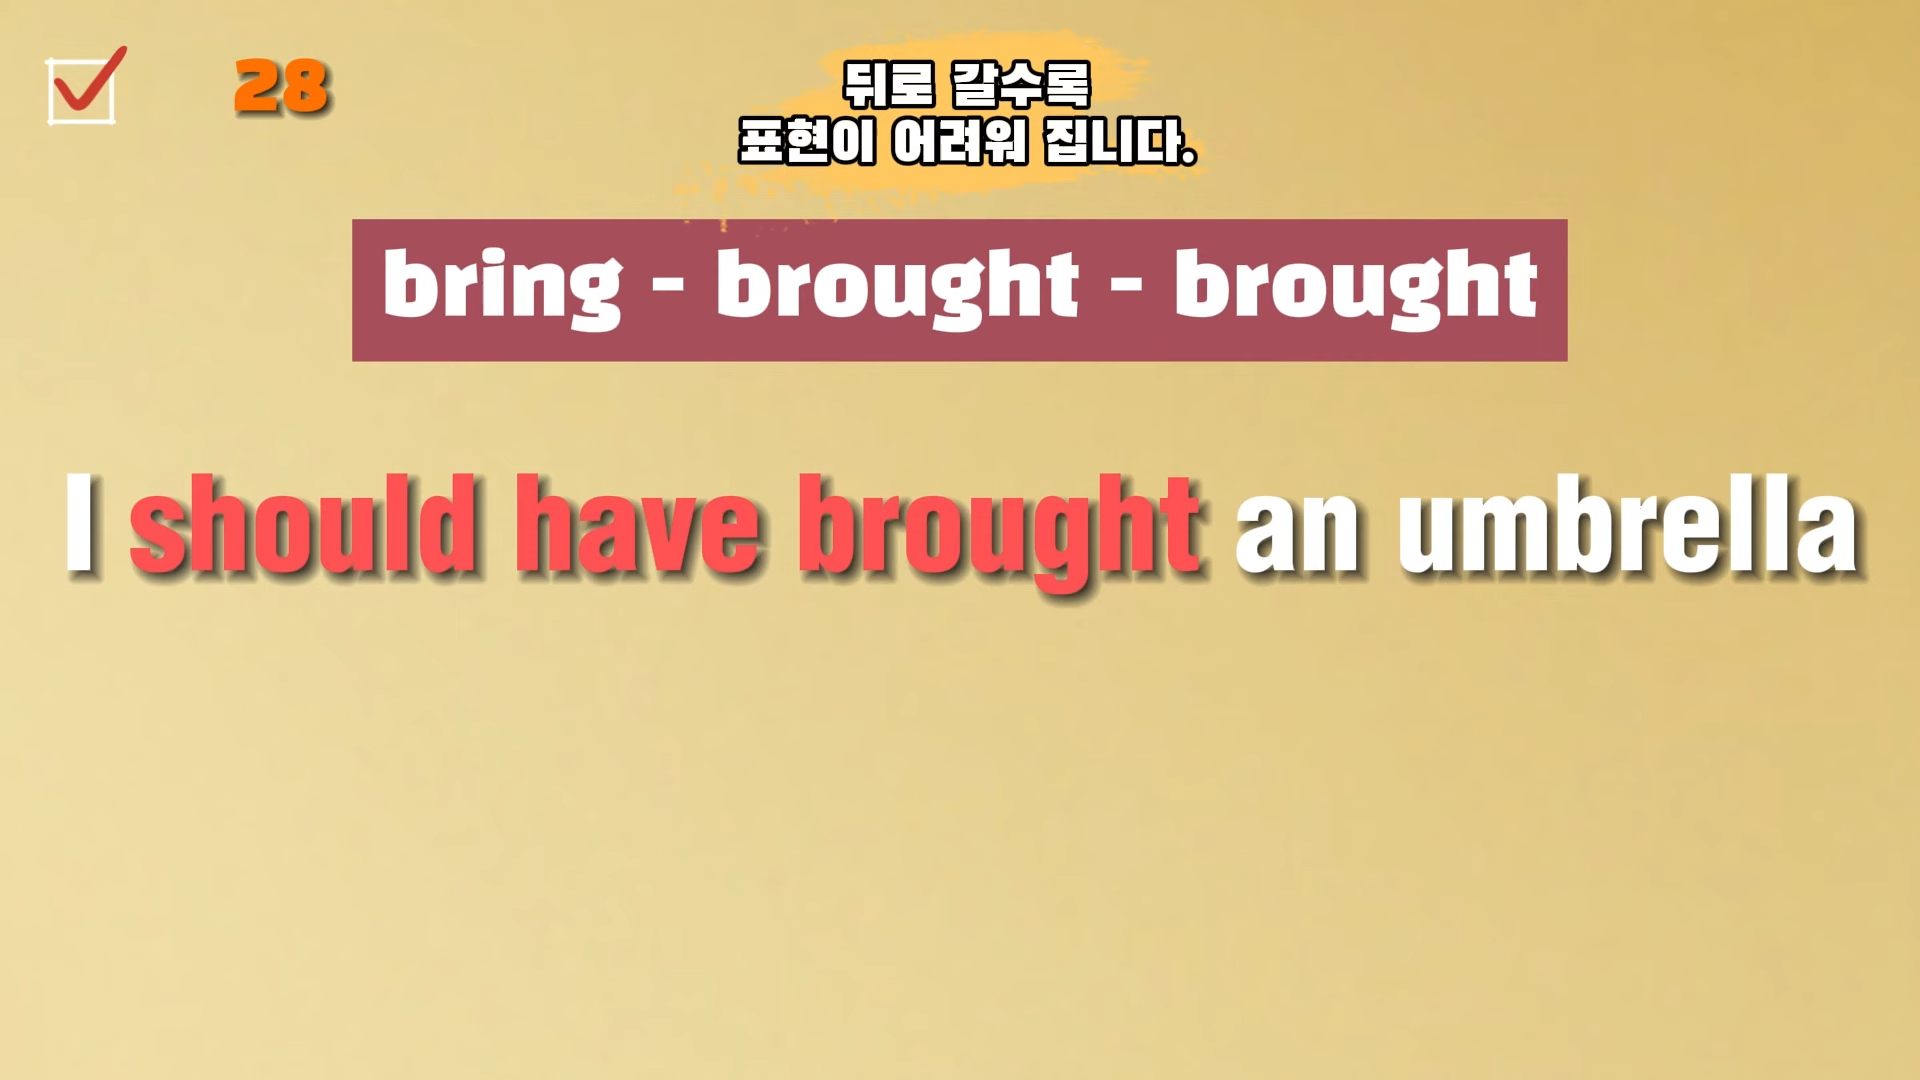 28
뒤로 갈수록
표현이 어려워 집니다.
bring - brought - brought
I should have brought an umbrella